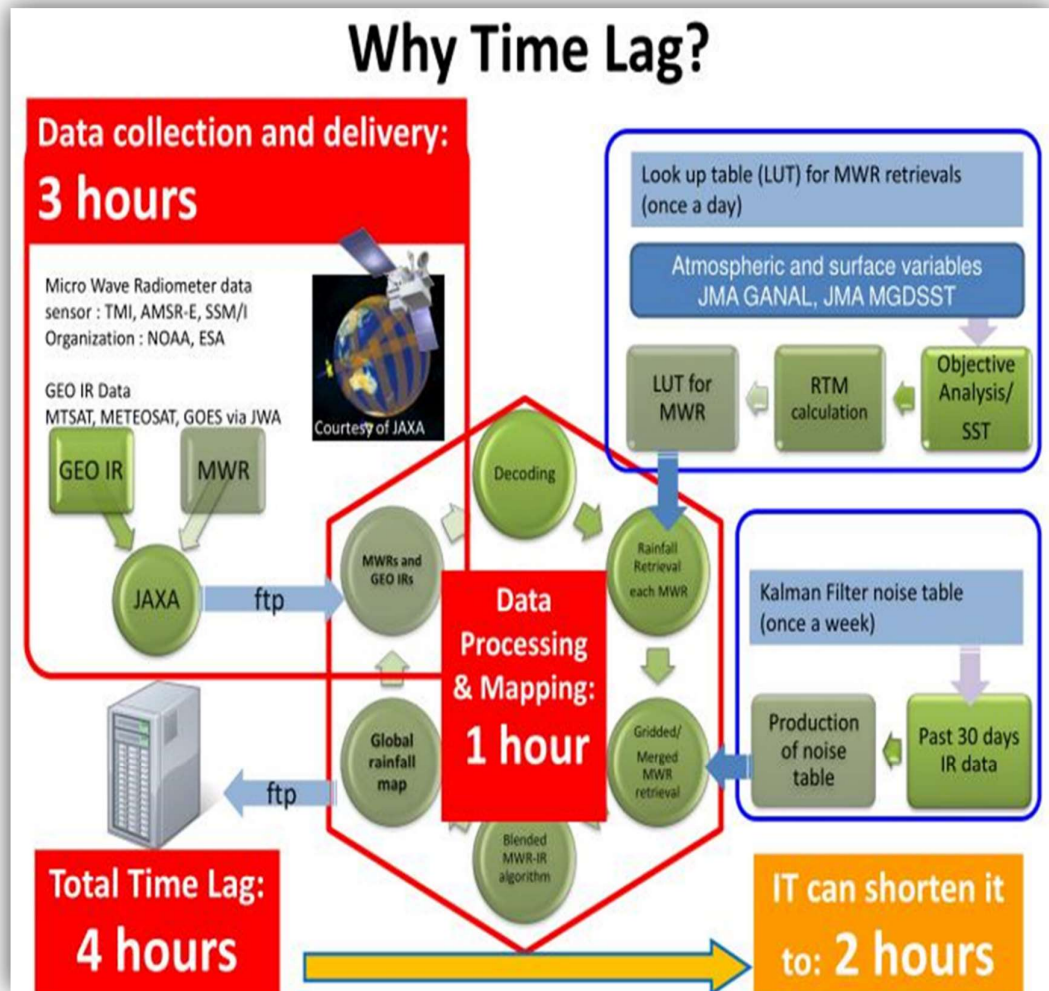 Why Time Lag?
Data collection and delivery:
3 hours
Micro Wave Radiometer data
sensor : TMI, AMSR-E, SSM/I
Organization : NOAA, ESA
GEO IR Data
MTSAT, METEOSAT, GOES via JWA
Courtesy of JAXA
GEO IR
MWR
JAXA
ftp
Look up table (LUT) for MWR retrievals
(once a day)
Atmospheric and surface variables
JMA GANAL, JMA MGDSST
LUT for
MWR
RTM
calculation
Objective
Analysis/
SST
Decoding
MWRs and
GEO IRs
Rainfall
Retrieval
each MWR
Data
Processing
& Mapping:
1 hour
Kalman Filter noise table
(once a week)
Production
of noise
table
Past 30 days
IR data
Gridded/
Merged
MWR
retrieval
Global
rainfall
map
ftp
Blended
MWR-IR
algorithm
Total Time Lag:
4 hours
IT can shorten it
to: 2 hours